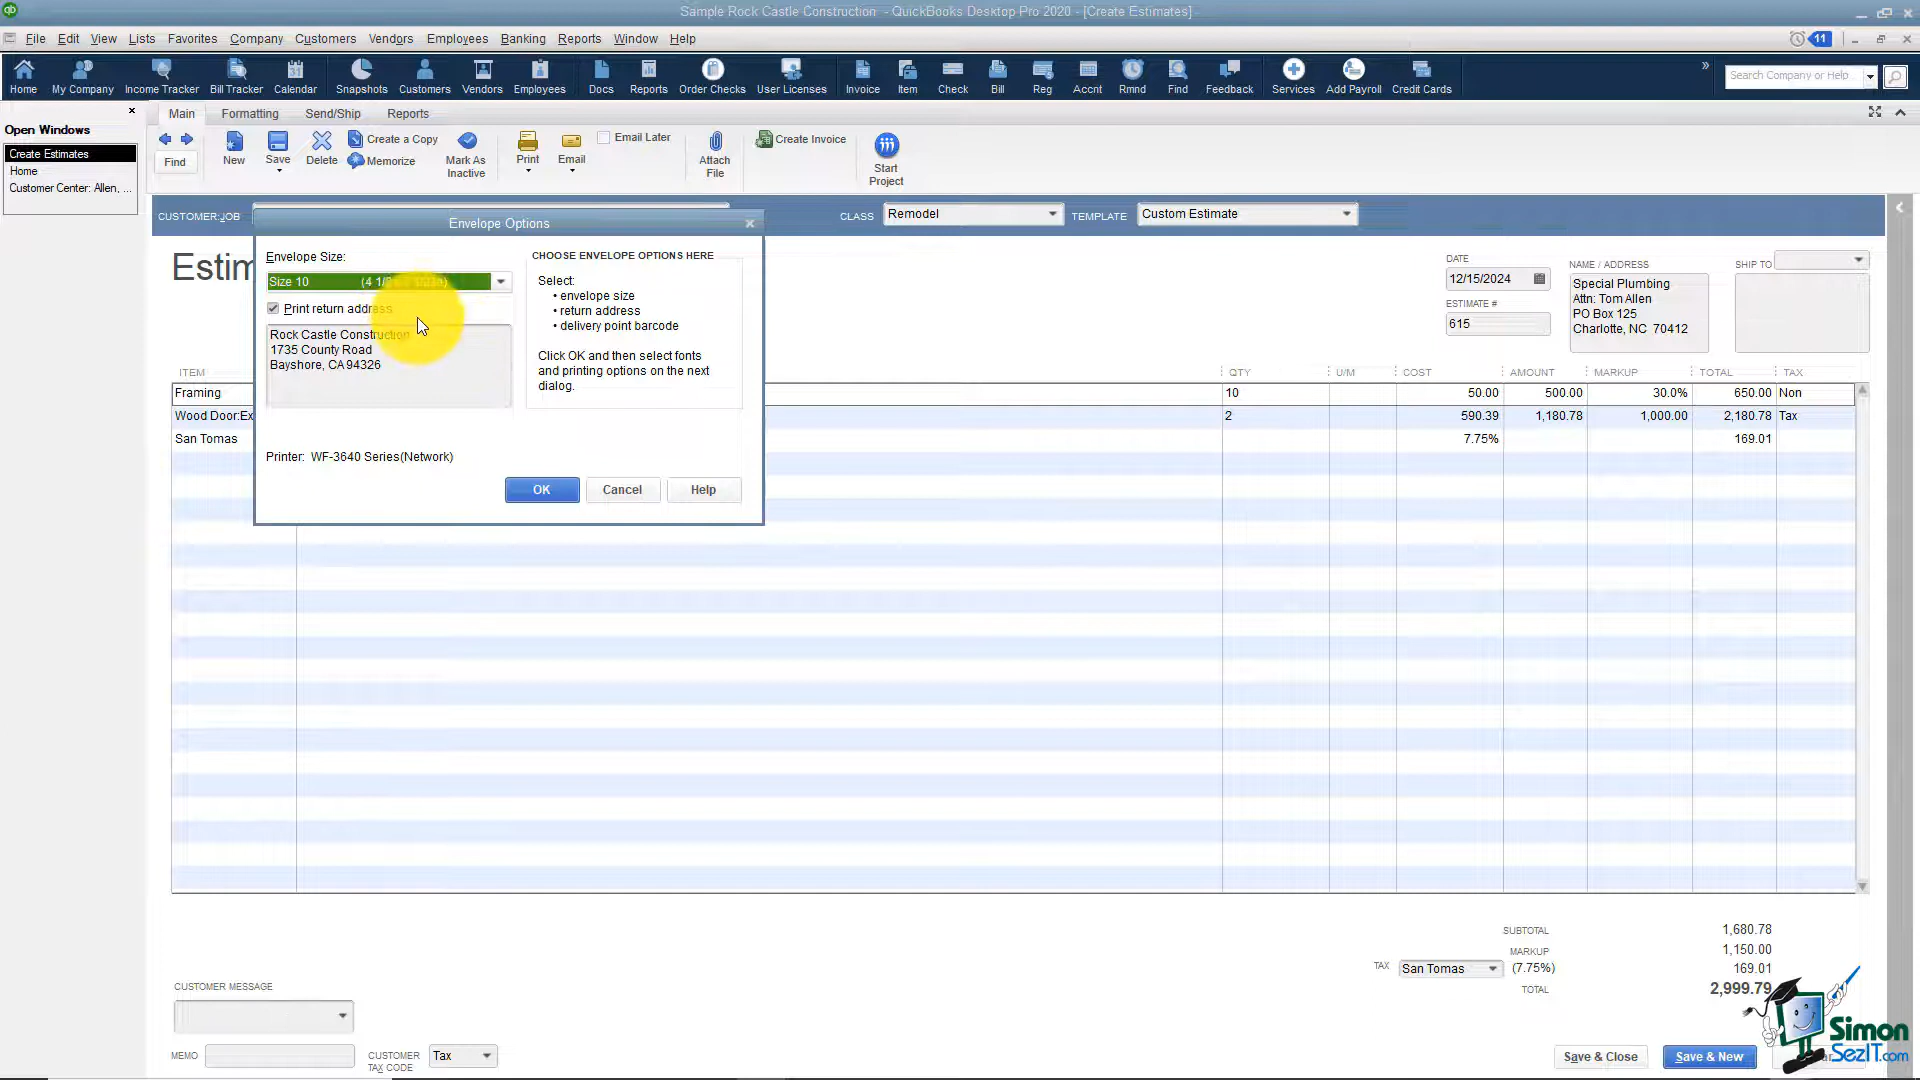 Sample Rock Castle Construction - QuickBooks Desktop Pro 2020 - [Create Estimates]
File Edit View Lists Favorites Company Customers Vendors Employees Banking Reports Window Help
11
Home My Company Income Tracker Bill Tracker Calendar Snapshots Customers Vendors Employees Docs Reports Order Checks User Licenses Invoice Item Check Bill Reg Accnt Rmnd Find Feedback Services Add Payroll Credit Cards
Search Company or Help...
Open Windows
Create Estimates
Home
Customer Center: Allen, ...
Main Formatting Send/Ship Reports
Find New Save Delete Create a Copy
Memorize
Mark As
Inactive
Print Email Email Later
Attach
File
Create Invoice
Start
Project
CUSTOMER:JOB CLASS Remodel TEMPLATE Custom Estimate
Estim
Envelope Options
Envelope Size:
Size 10 (4 1/
Print return address
Rock Castle Construction
1735 County Road
Bayshore, CA 94326
Printer: WF-3640 Series(Network)
CHOOSE ENVELOPE OPTIONS HERE
Select:
• envelope size
• return address
• delivery point barcode
Click OK and then select fonts
and printing options on the next
dialog.
OK Cancel Help
DATE
12/15/2024
ESTIMATE #
615
NAME / ADDRESS
Special Plumbing
Attn: Tom Allen
PO Box 125
Charlotte, NC 70412
SHIP TO
ITEM QTY U/M COST AMOUNT MARKUP TOTAL TAX
Framing 10 50.00 500.00 30.0% 650.00 Non
Wood Door:Ex 2 590.39 1,180.78 1,000.00 2,180.78 Tax
San Tomas 7.75% 169.01
SUBTOTAL 1,680.78
MARKUP 1,150.00
TAX San Tomas (7.75%) 169.01
TOTAL 2,999.79
CUSTOMER MESSAGE
MEMO
CUSTOMER
TAX CODE
Tax
Save & Close Save & New
Simon
SezIT.com